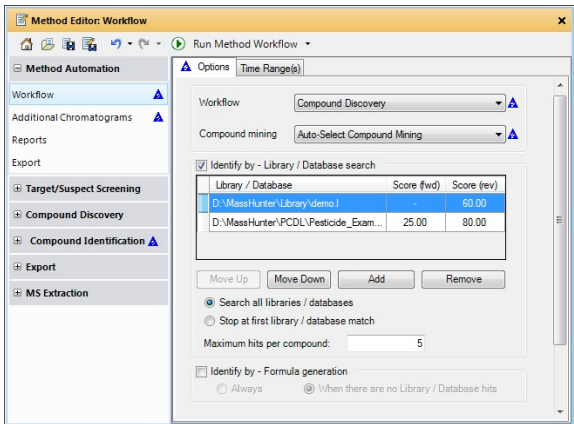 Method Editor: Workflow
Run Method Workflow
Method Automation
Workflow
Additional Chromatograms
Reports
Export
Target/Suspect Screening
Compound Discovery
Compound Identification
Export
MS Extraction
Options Time Range(s)
Workflow Compound Discovery
Compound mining Auto-Select Compound Mining
Identify by - Library / Database search
Library / Database Score (fwd) Score (rev)
D:\MassHunter\Library\demo.l - 60.00
D:\MassHunter\PCDL\Pesticide_Exam... 25.00 80.00
Move Up Move Down Add Remove
Search all libraries / databases
Stop at first library / database match
Maximum hits per compound: 5
Identify by - Formula generation
Always When there are no Library / Database hits